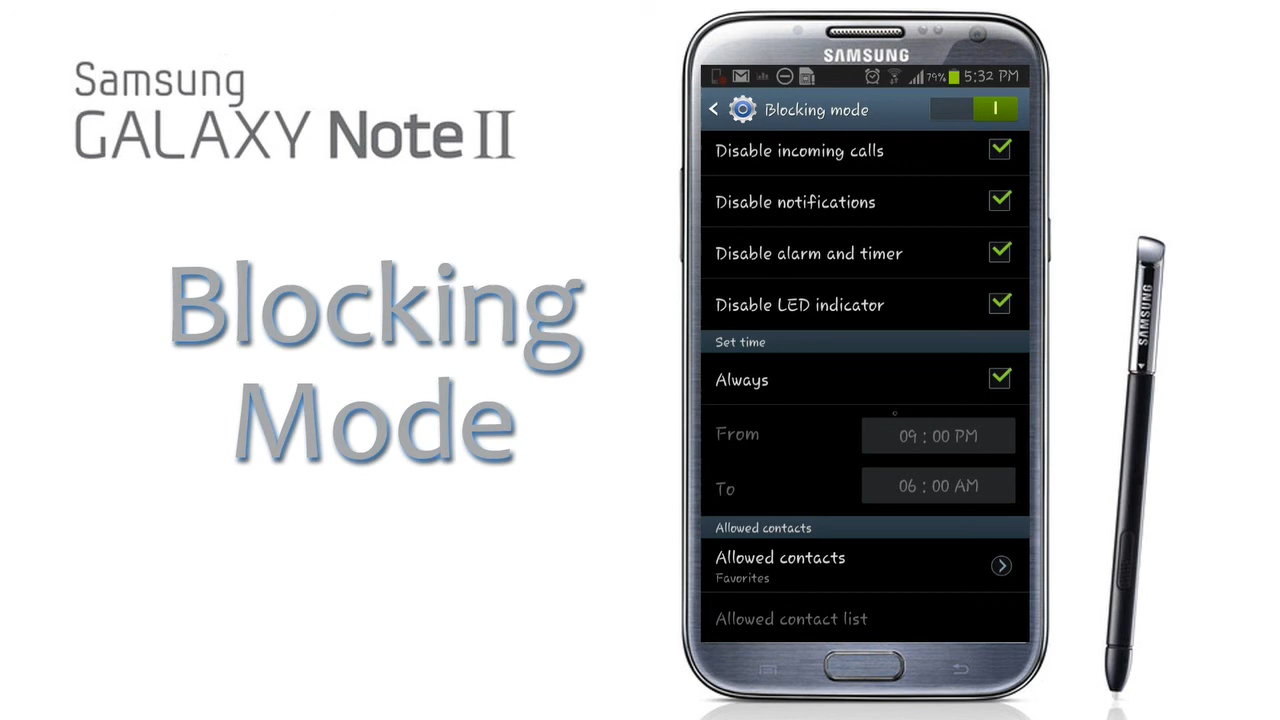 Samsung
GALAXY Note II
Blocking
Mode
SAMSUNG
79% 5:32 PM
Blocking mode
Disable incoming calls
Disable notifications
Disable alarm and timer
Disable LED indicator
Set time
Always
From 09 : 00 PM
To 06 : 00 AM
Allowed contacts
Allowed contacts
Favorites
Allowed contact list
SAMSUNG